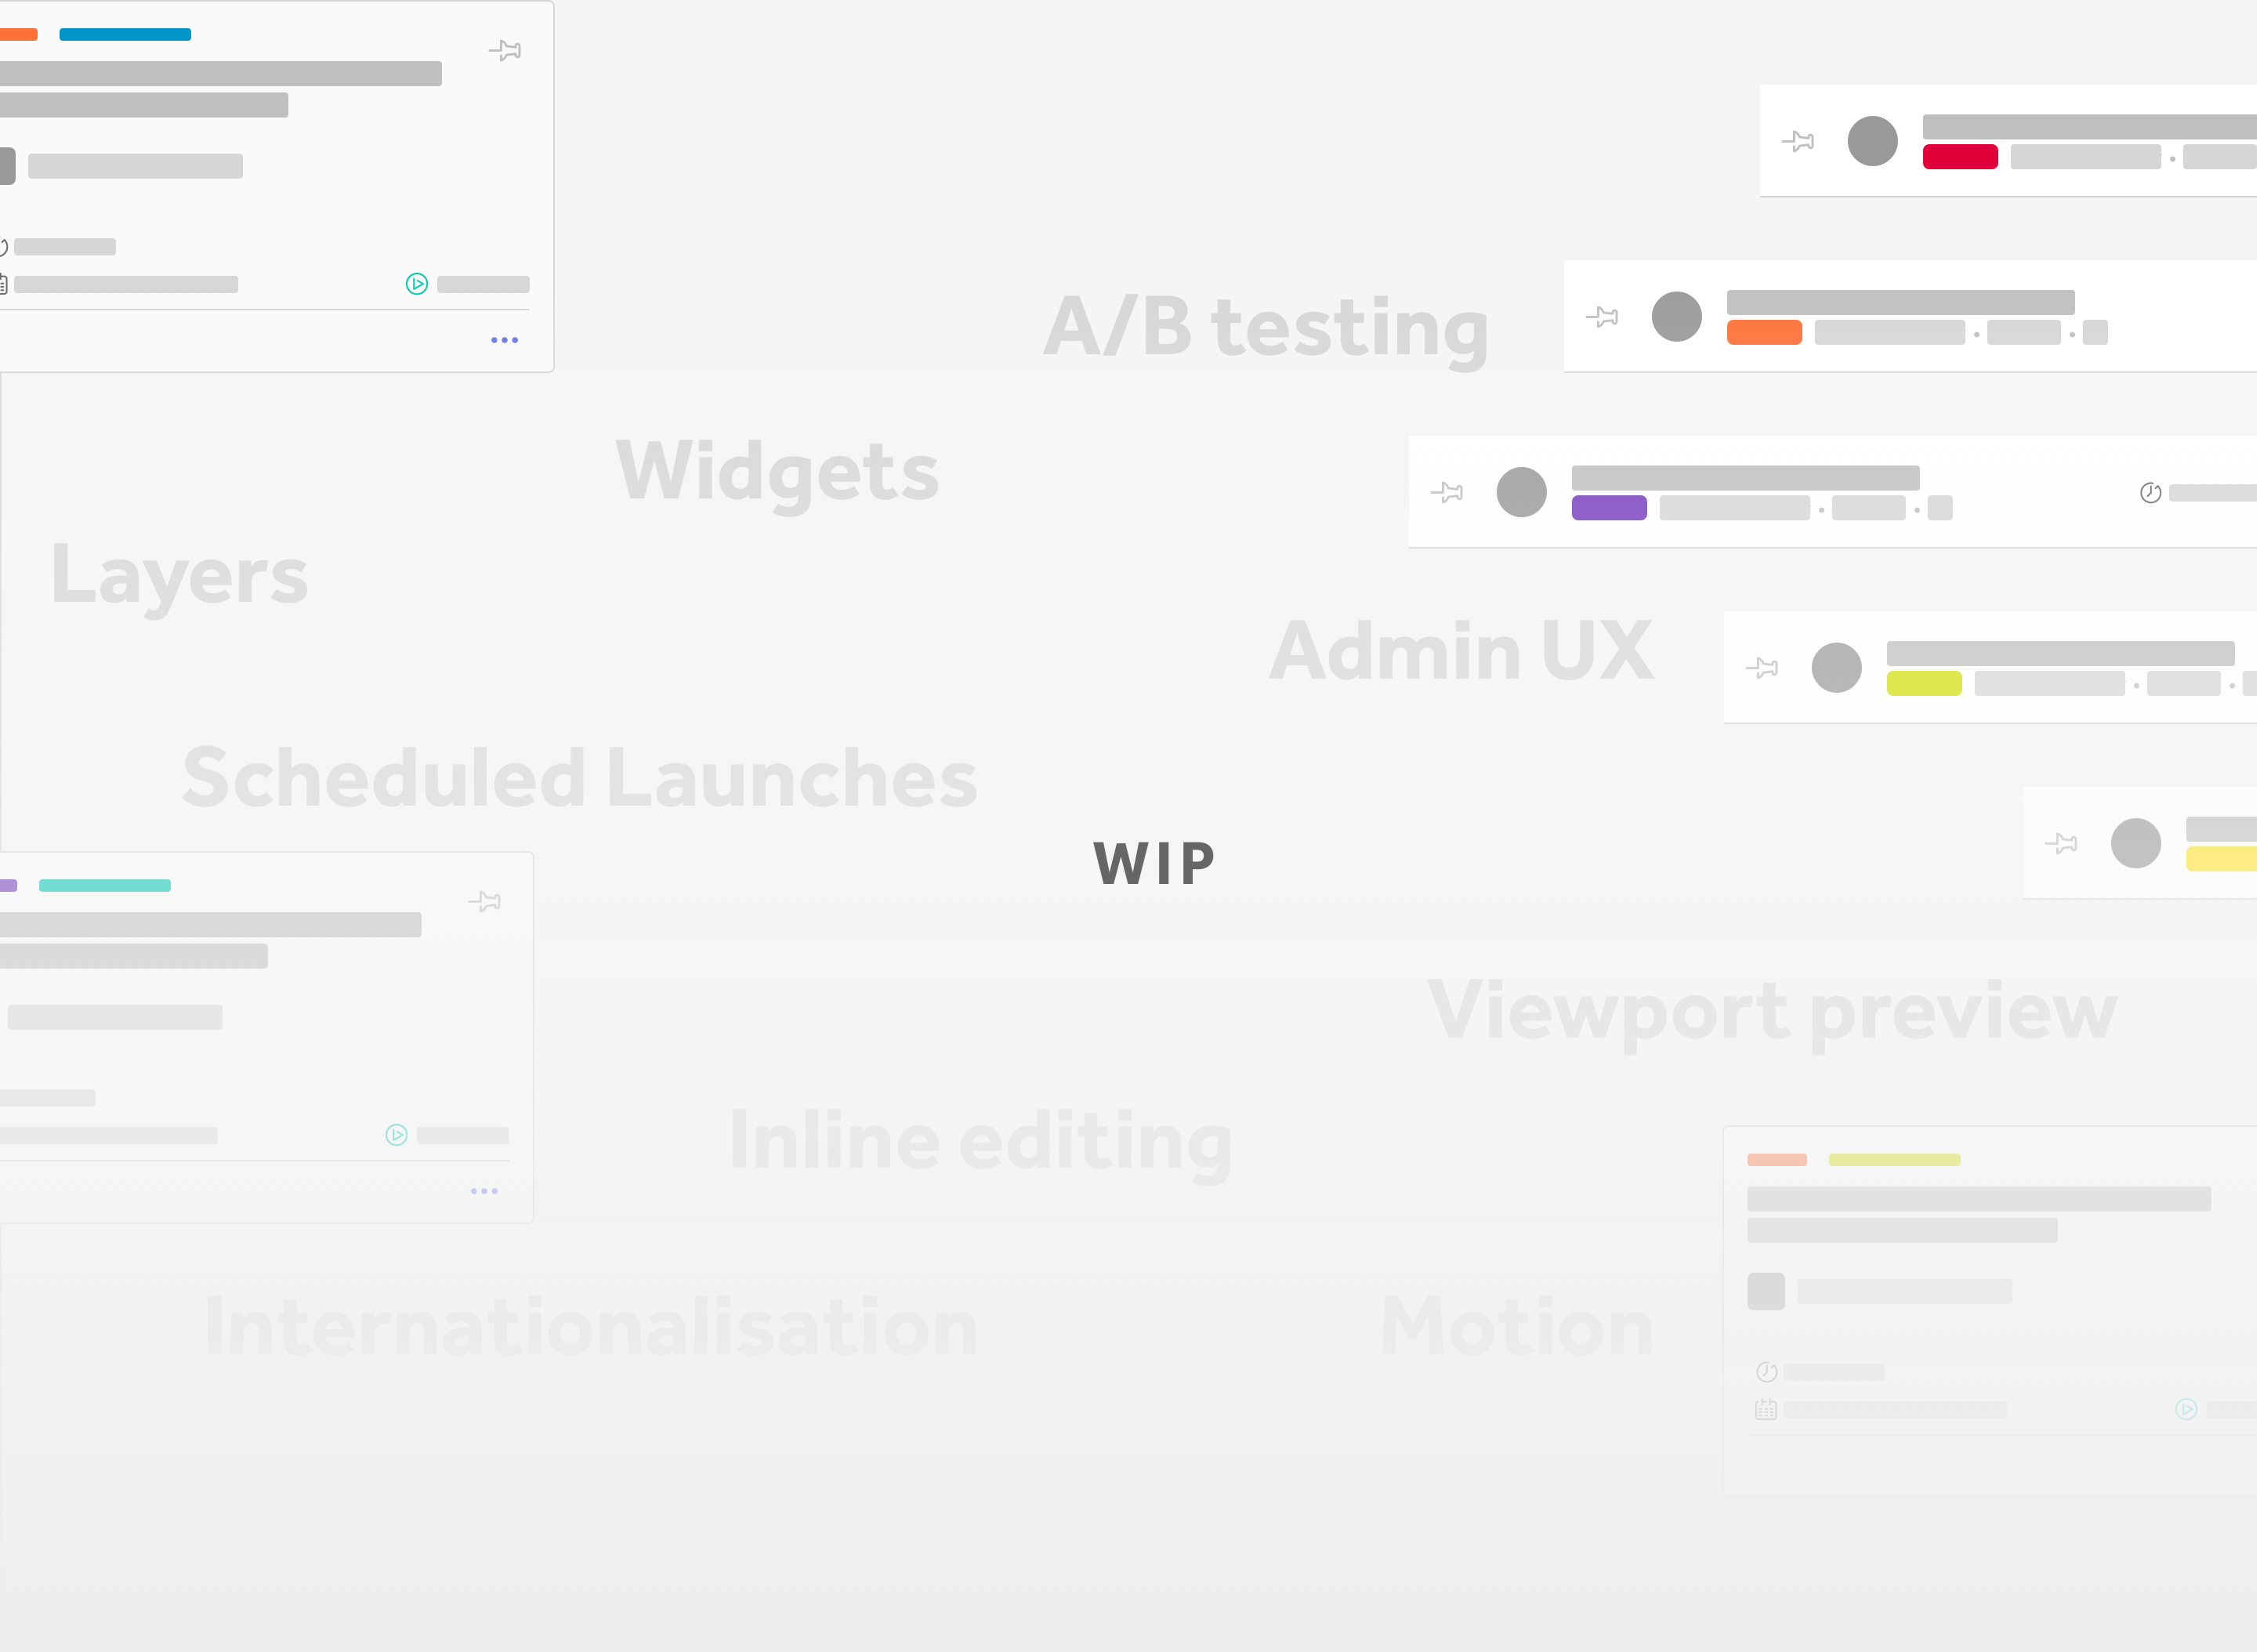 A/B testing
Widgets
Layers
Admin UX
Scheduled Launches
WIP
Viewport preview
Inline editing
Internationalisation
Motion